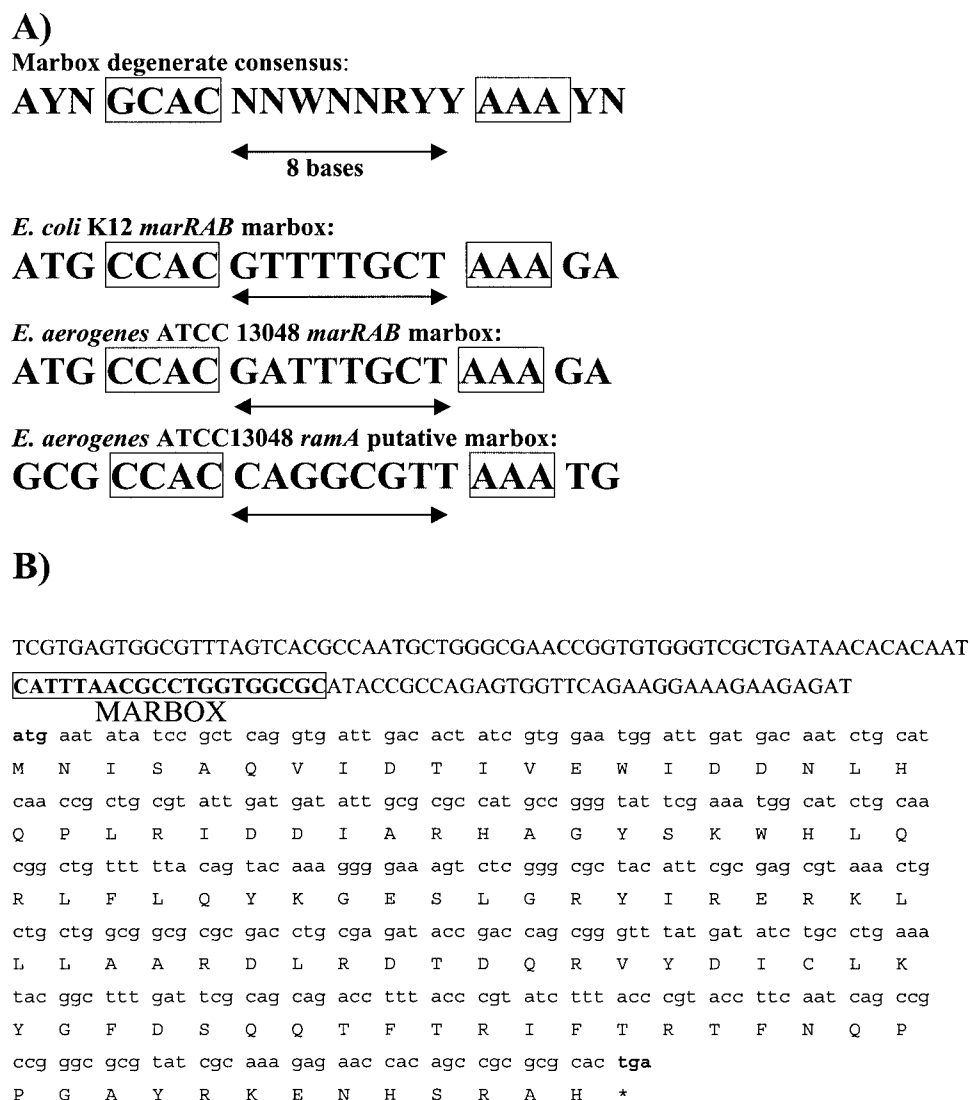 A)
Marbox degenerate consensus:
AYN GCAC NNWNNRYY AAA YN
8 bases
E. coli K12 marRAB marbox:
ATG CCAC GTTTTGCT AAA GA
E. aerogenes ATCC 13048 marRAB marbox:
ATG CCAC GATTTGCT AAA GA
E. aerogenes ATCC13048 ramA putative marbox:
GCG CCAC CAGGCGTT AAA TG
B)
TCGTGAGTGGCGTTTAGTCACGCCAATGCTGGGCGAACCGGTGTGGGTCGCTGATAACACACAAT
CATTTAACGCCTGGTGGCGCATACCGCCAGAGTGGTTCAGAAGGAAAGAAGAGAT
MARBOX
atg aat ata tcc gct cag gtg att gac act atc gtg gaa tgg att gat gac aat ctg cat
M N I S A Q V I D T I V E W I D D N L H
caa ccg ctg cgt att gat gat att gcg cgc cat gcc ggg tat tcg aaa tgg cat ctg caa
Q P L R I D D I A R H A G Y S K W H L Q
cgg ctg ttt tta cag tac aaa ggg gaa agt ctc ggg cgc tac att cgc gag cgt aaa ctg
R L F L Q Y K G E S L G R Y I R E R K L
ctg ctg gcg gcg cgc gac ctg cga gat acc gac cag cgg gtt tat gat atc tgc ctg aaa
L L A A R D L R D T D Q R V Y D I C L K
tac ggc ttt gat tcg cag cag acc ttt acc cgt atc ttt acc cgt acc ttc aat cag ccg
Y G F D S Q Q T F T R I F T R T F N Q P
ccg ggc gcg tat cgc aaa gag aac cac agc cgc gcg cac tga
P G A Y R K E N H S R A H *